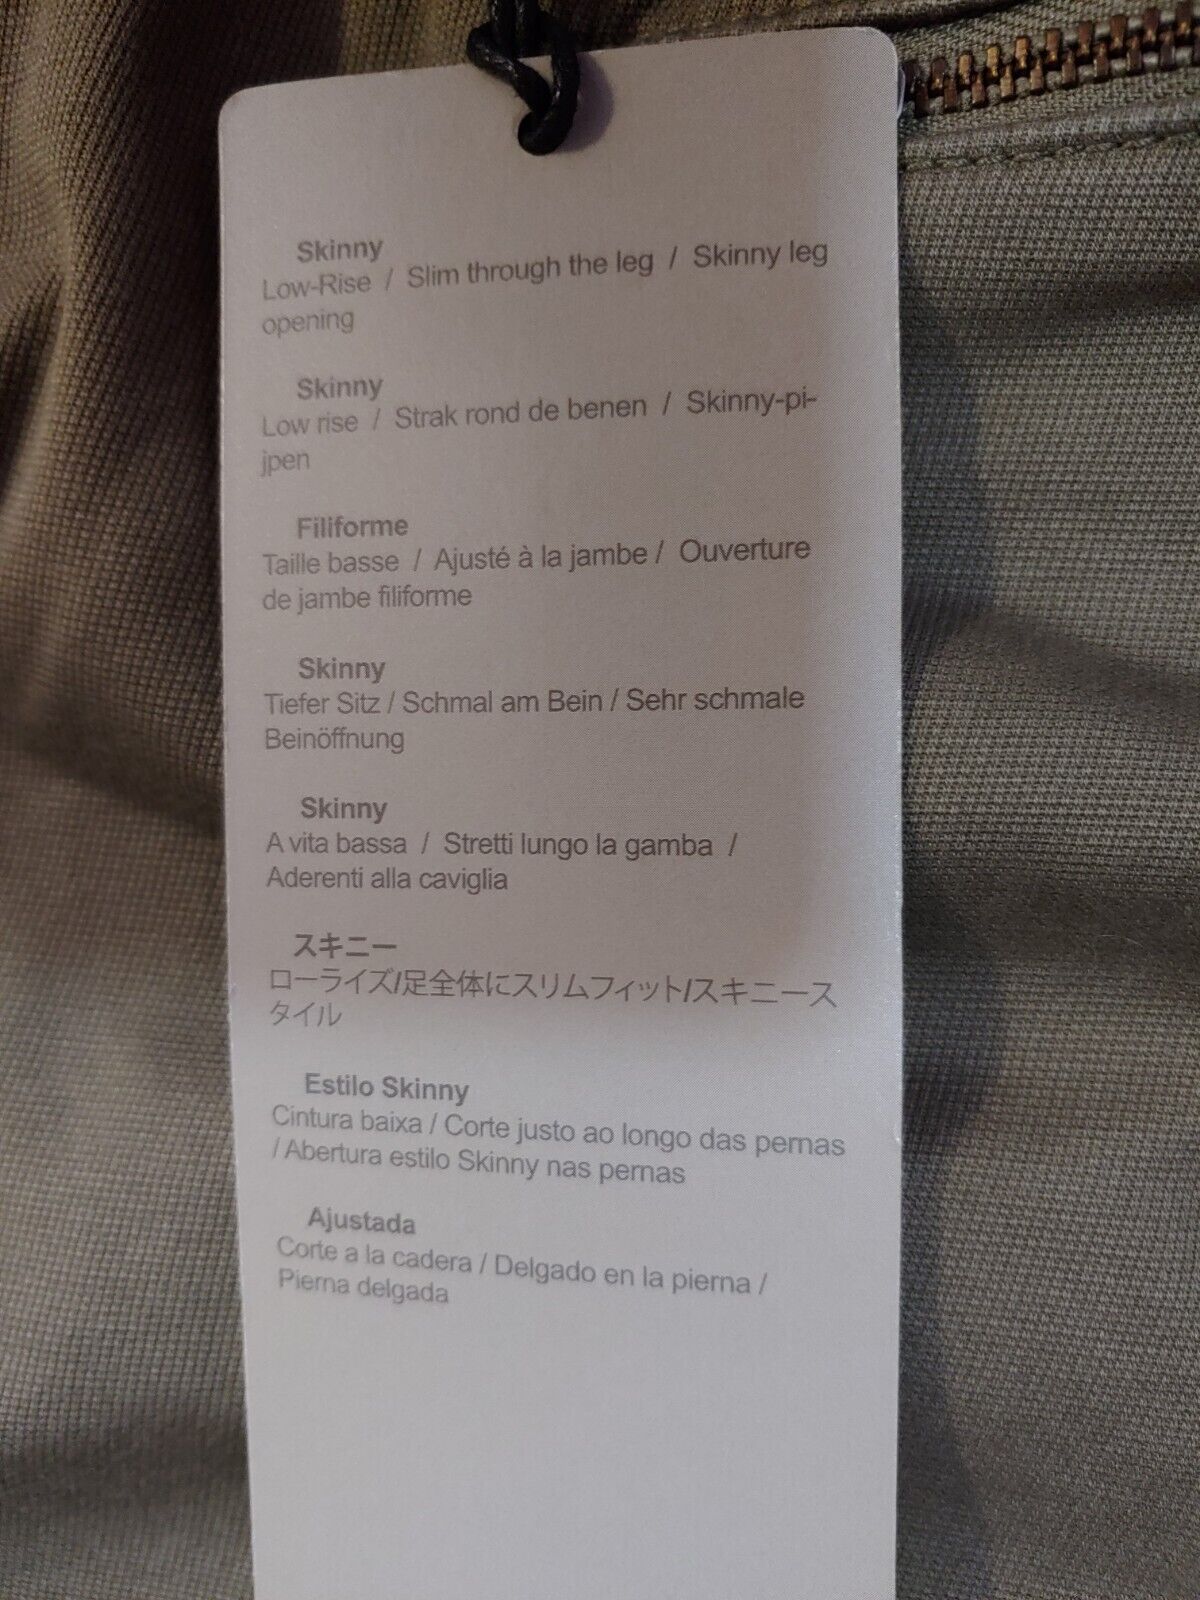 Skinny
Low-Rise / Slim through the leg / Skinny leg
opening
Skinny
Low rise / Strak rond de benen / Skinny-pi-
jpen
Filiforme
Taille basse / Ajusté à la jambe / Ouverture
de jambe filiforme
Skinny
Tiefer Sitz / Schmal am Bein / Sehr schmale
Beinöffnung
Skinny
A vita bassa / Stretti lungo la gamba /
Aderenti alla caviglia
スキニー
ローライズ/足全体にスリムフィット/スキニース
タイル
Estilo Skinny
Cintura baixa / Corte justo ao longo das pernas
/ Abertura estilo Skinny nas pernas
Ajustada
Corte a la cadera / Delgado en la pierna /
Pierna delgada